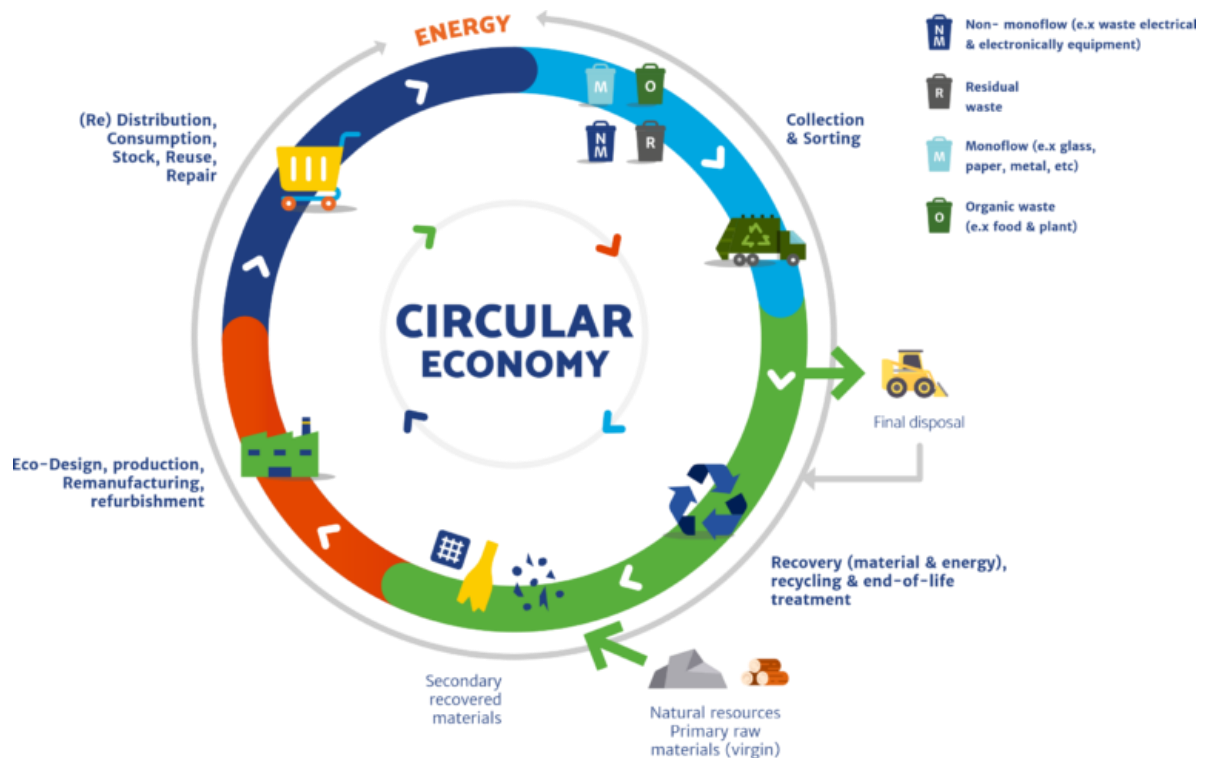 ENERGY
N
M
Non- monoflow (e.x waste electrical
& electronically equipment)
R
Residual
waste
M
Monoflow (e.x glass,
paper, metal, etc)
O
Organic waste
(e.x food & plant)
M
O
N
M
R
Collection
& Sorting
(Re) Distribution,
Consumption,
Stock, Reuse,
Repair
CIRCULAR
ECONOMY
Final disposal
Eco-Design, production,
Remanufacturing,
refurbishment
Recovery (material & energy),
recycling & end-of-life
treatment
Secondary
recovered
materials
Natural resources
Primary raw
materials (virgin)